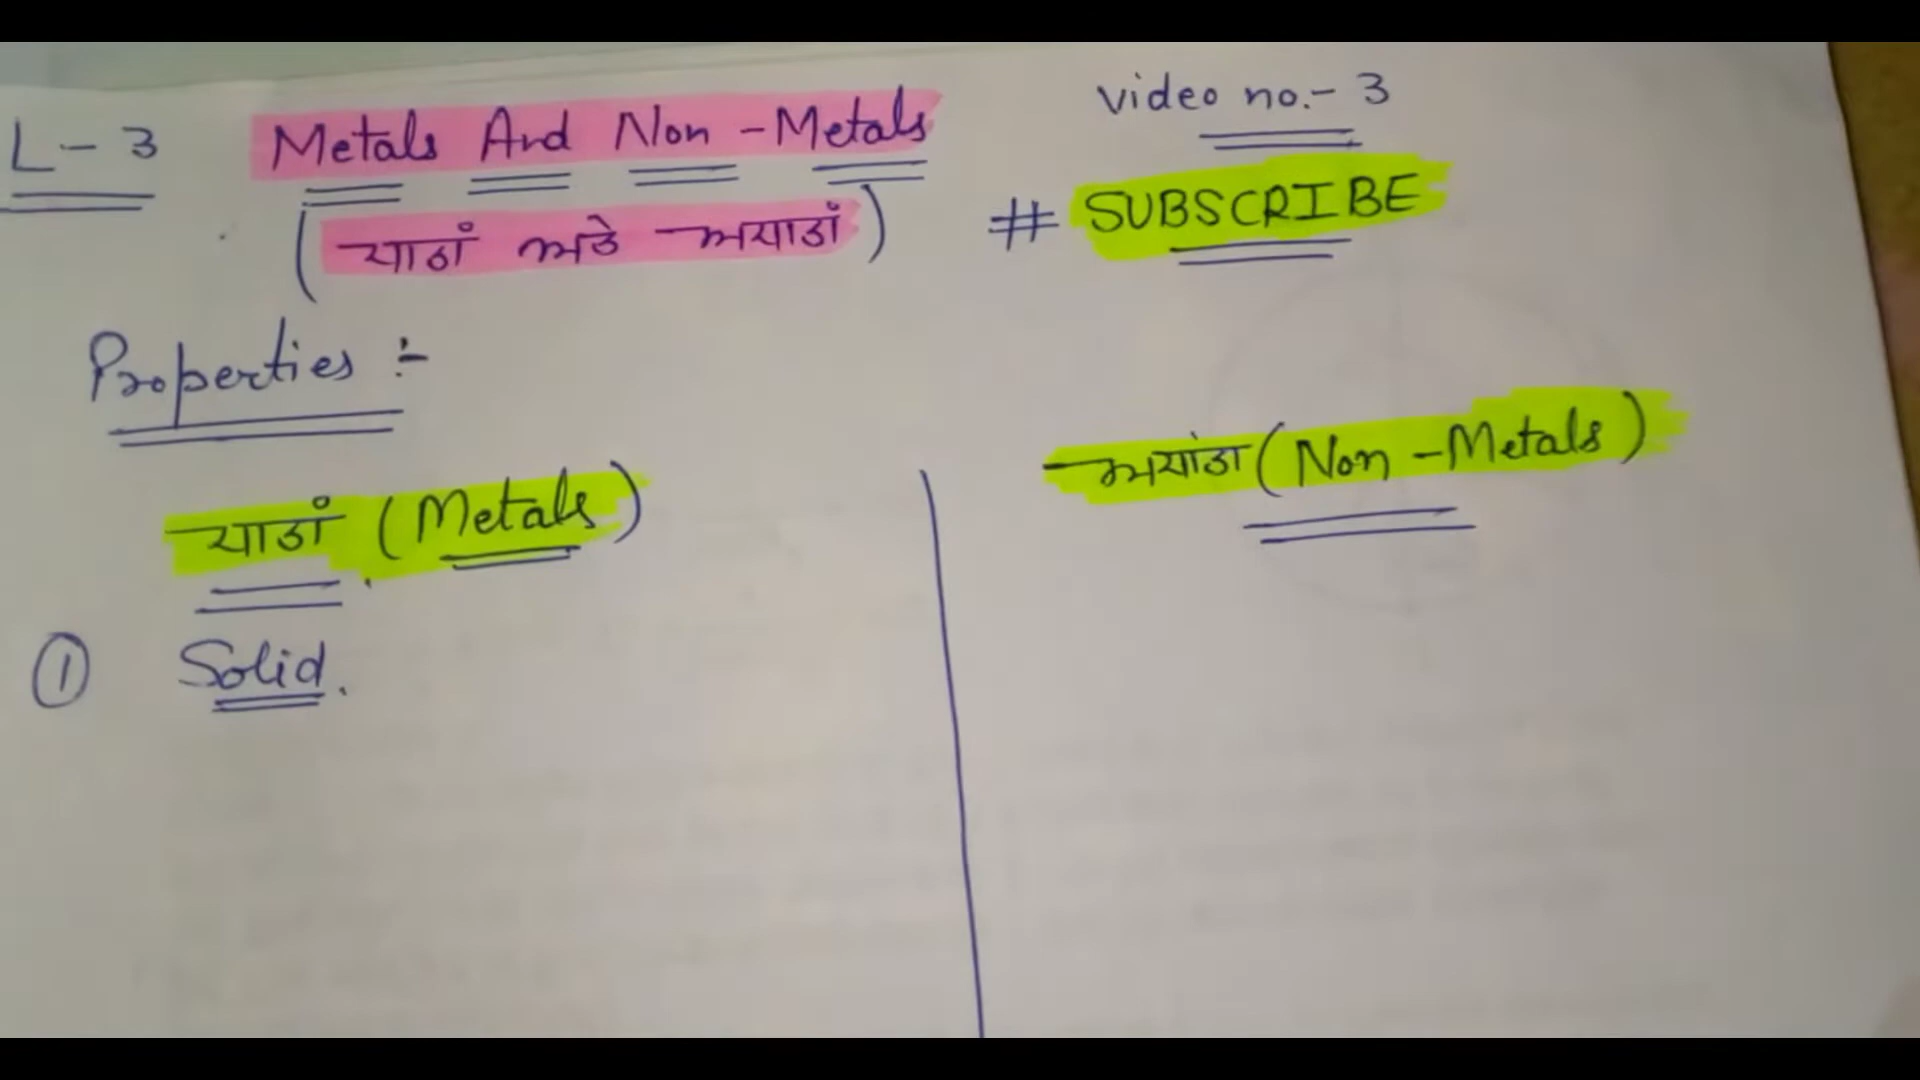 L - 3 Metals And Non - Metals
video no.- 3
(ਧਾਤਾਂ ਅਤੇ ਅਧਾਤਾਂ)
# SUBSCRIBE
Properties :-
ਧਾਤਾਂ (Metals)
ਅਧਾਂਤਾ (Non - Metals)
① Solid.